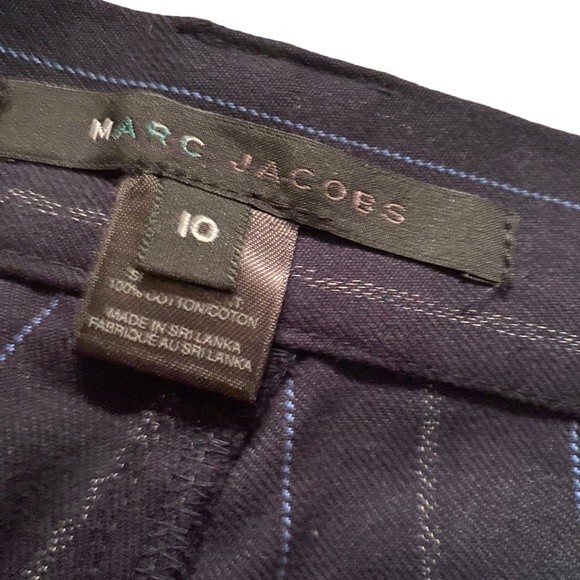 MARC JACOBS
10
100% COTTON/COTON
MADE IN SRI LANKA
FABRIQUE AU SRI LANKA